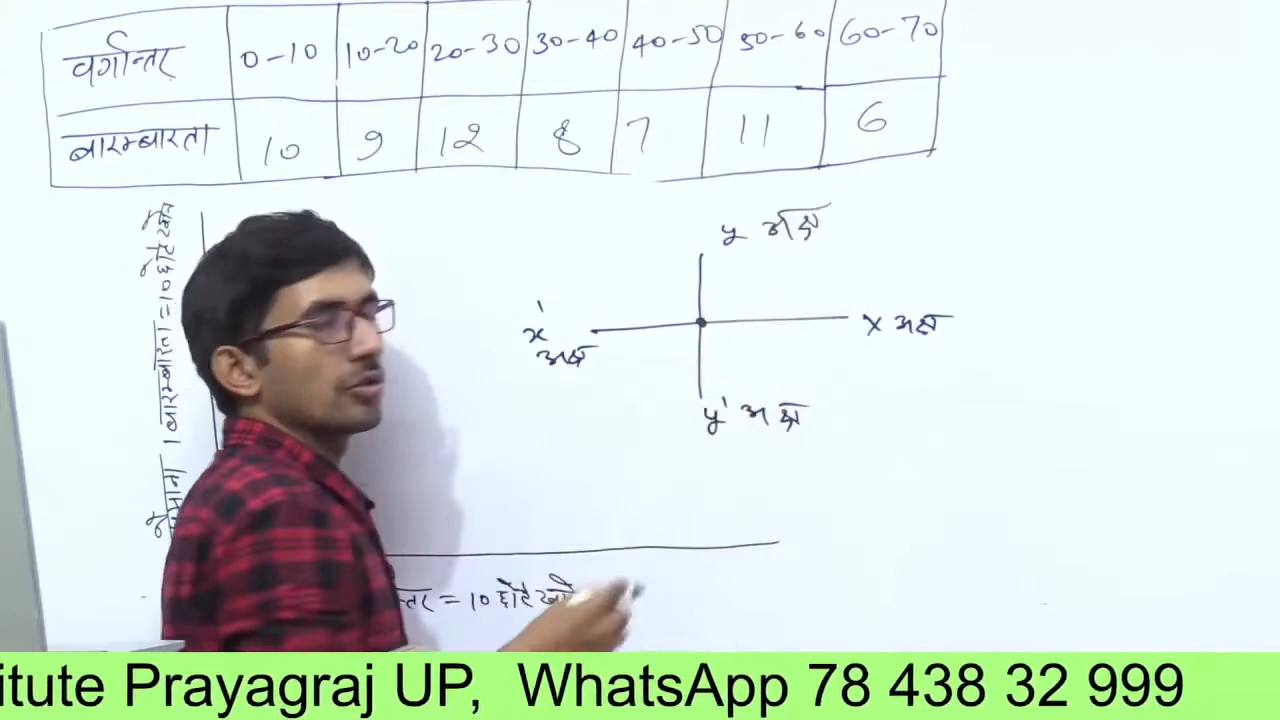 वर्गान्तर 0-10 10-20 20-30 30-40 40-50 50-60 60-70
बारम्बारता 10 9 12 8 7 11 6
1 बारम्बारता = 10 छोटे खाने
y अक्ष
x' अक्ष
x अक्ष
y' अक्ष
= 10 छोटे
itute Prayagraj UP, WhatsApp 78 438 32 999